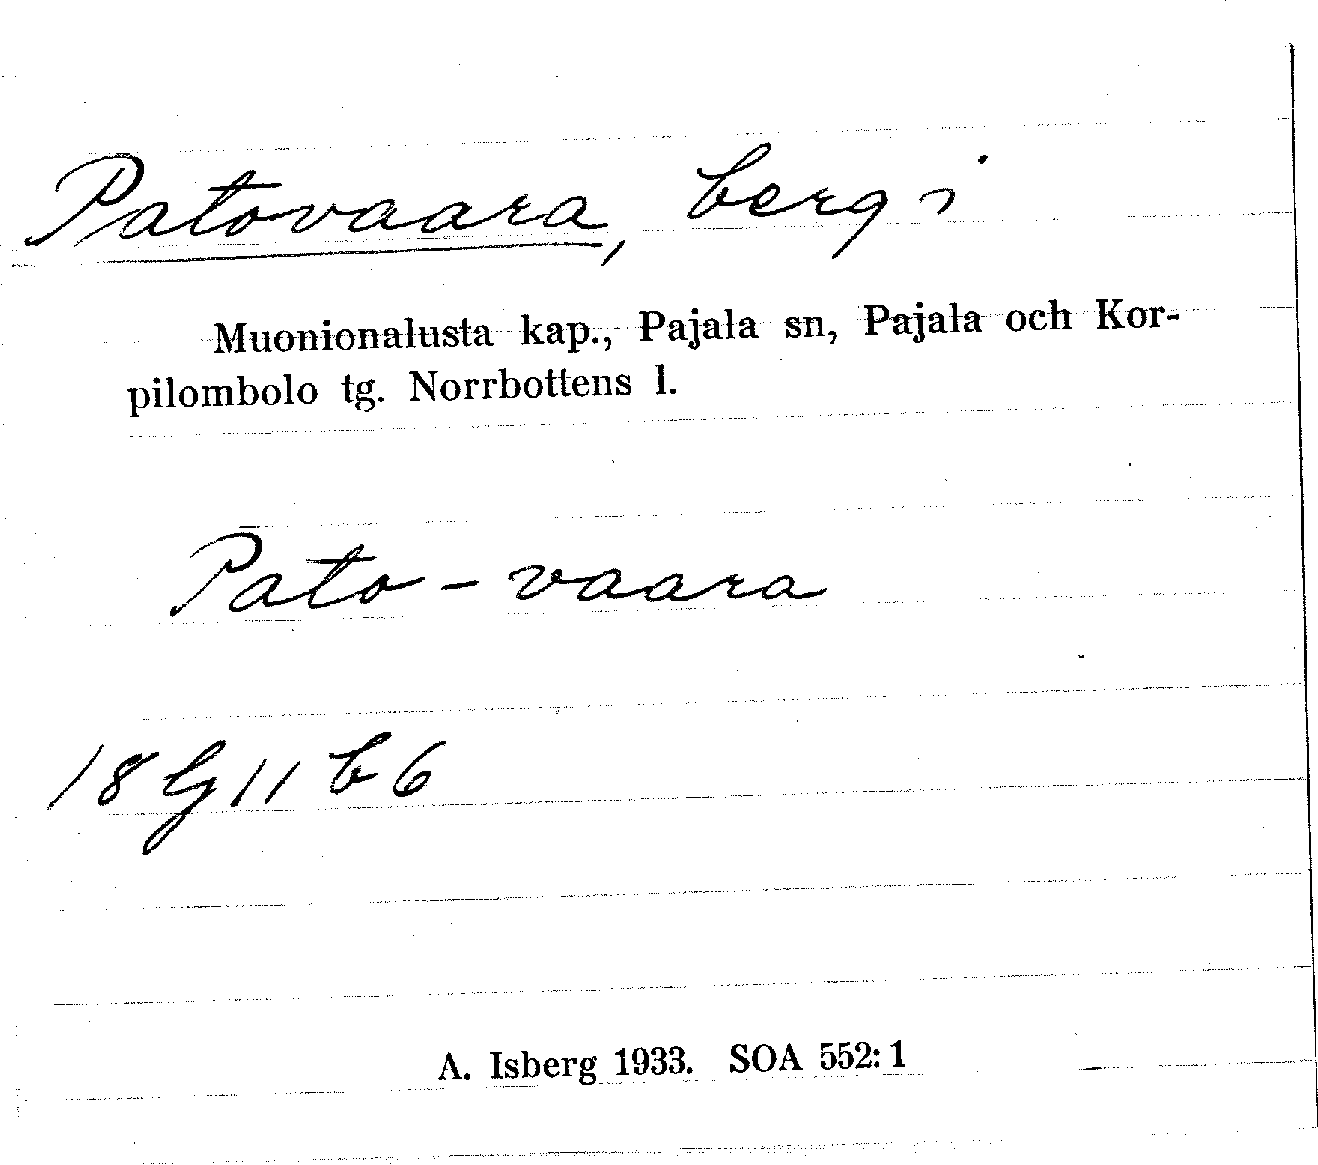 Patovaara, berg i
Muonionalusta kap., Pajala sn, Pajala och Kor-
pilombolo tg. Norrbottens l.
Pato - vaara
18 G 11 b 6
A. Isberg 1933. SOA 552:1